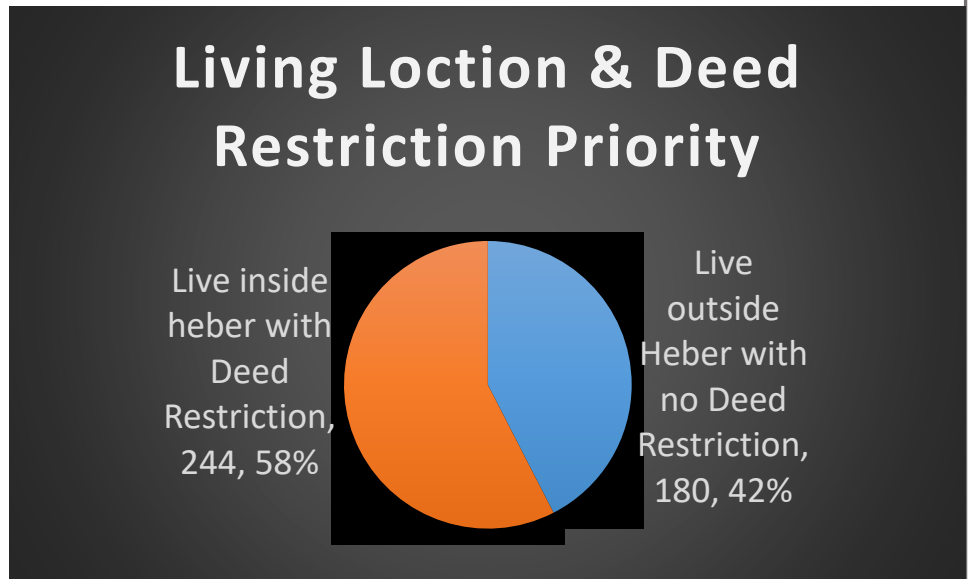 Living Loction & Deed
Restriction Priority
Live inside
heber with
Deed
Restriction,
244, 58%
Live
outside
Heber with
no Deed
Restriction,
180, 42%